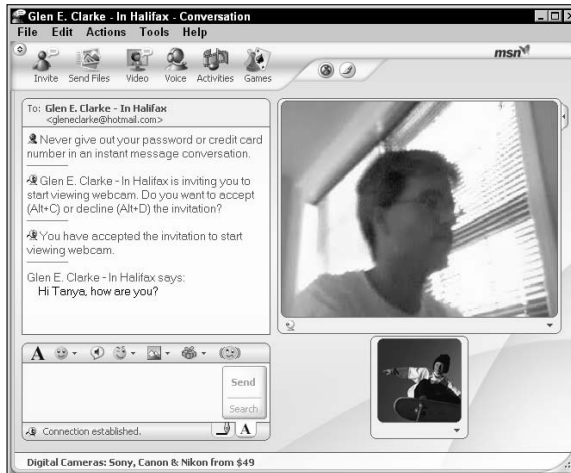 Glen E. Clarke - In Halifax - Conversation
File Edit Actions Tools Help
msn
Invite Send Files Video Voice Activities Games
To: Glen E. Clarke - In Halifax
<gleneclarke@hotmail.com>
Never give out your password or credit card
number in an instant message conversation.
Glen E. Clarke - In Halifax is inviting you to
start viewing webcam. Do you want to accept
(Alt+C) or decline (Alt+D) the invitation?
You have accepted the invitation to start
viewing webcam.
Glen E. Clarke - In Halifax says:
Hi Tanya, how are you?
A
Send
Search
Connection established.
A
Digital Cameras: Sony, Canon & Nikon from $49